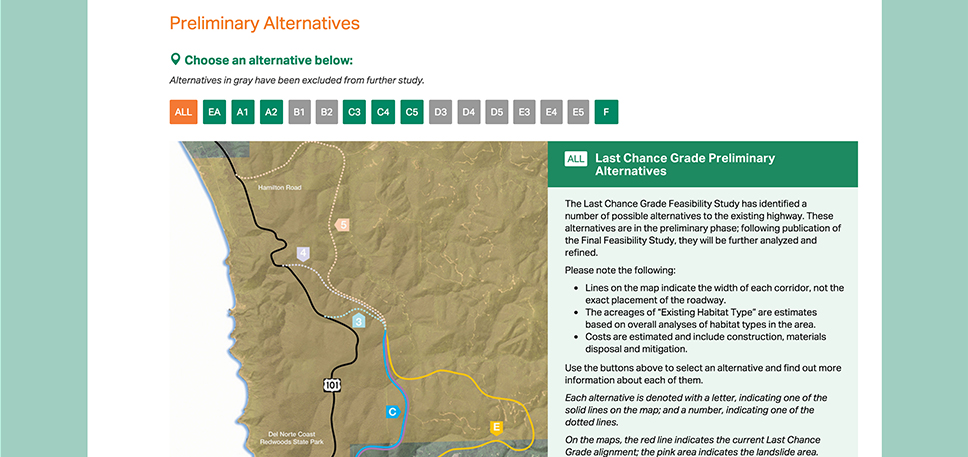 Preliminary Alternatives
Choose an alternative below:
Alternatives in gray have been excluded from further study.
ALL EA A1 A2 B1 B2 C3 C4 C5 D3 D4 D5 E3 E4 E5 F
Hamilton Road
5
4
3
101
C
E
Del Norte Coast
Redwoods State Park
ALL Last Chance Grade Preliminary
Alternatives
The Last Chance Grade Feasibility Study has identified a
number of possible alternatives to the existing highway. These
alternatives are in the preliminary phase; following publication of
the Final Feasibility Study, they will be further analyzed and
refined.
Please note the following:
• Lines on the map indicate the width of each corridor, not the
exact placement of the roadway.
• The acreages of "Existing Habitat Type" are estimates
based on overall analyses of habitat types in the area.
• Costs are estimated and include construction, materials
disposal and mitigation.
Use the buttons above to select an alternative and find out more
information about each of them.
Each alternative is denoted with a letter, indicating one of the
solid lines on the map; and a number, indicating one of the
dotted lines.
On the maps, the red line indicates the current Last Chance
Grade alignment; the pink area indicates the landslide area.